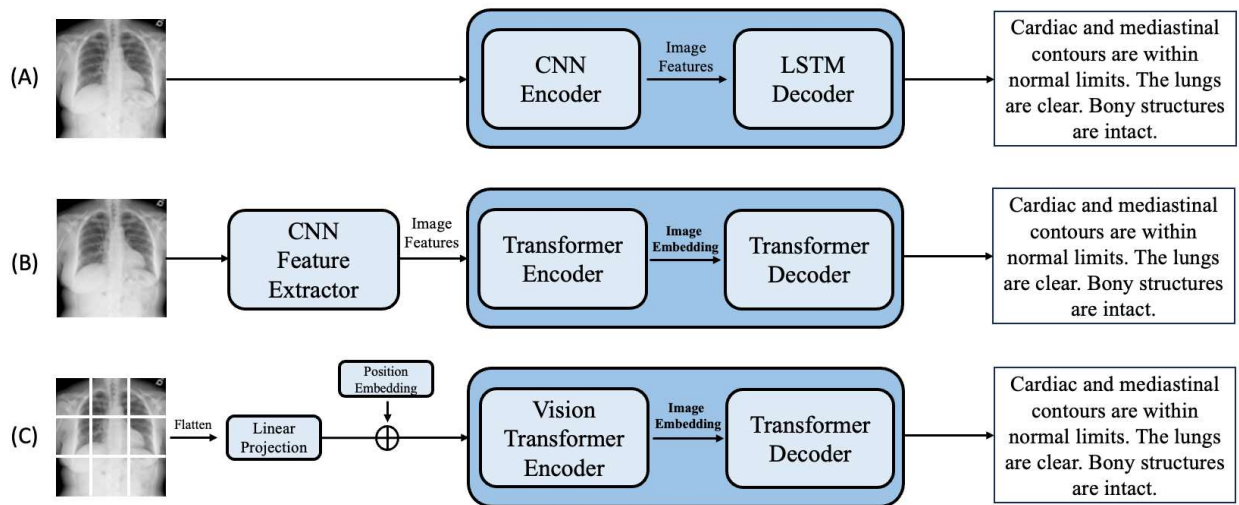 (A)
CNN
Encoder
Image
Features
LSTM
Decoder
Cardiac and mediastinal
contours are within
normal limits. The lungs
are clear. Bony structures
are intact.
(B)
CNN
Feature
Extractor
Image
Features
Transformer
Encoder
Image
Embedding
Transformer
Decoder
Cardiac and mediastinal
contours are within
normal limits. The lungs
are clear. Bony structures
are intact.
(C)
Flatten
Linear
Projection
Position
Embedding
Vision
Transformer
Encoder
Image
Embedding
Transformer
Decoder
Cardiac and mediastinal
contours are within
normal limits. The lungs
are clear. Bony structures
are intact.